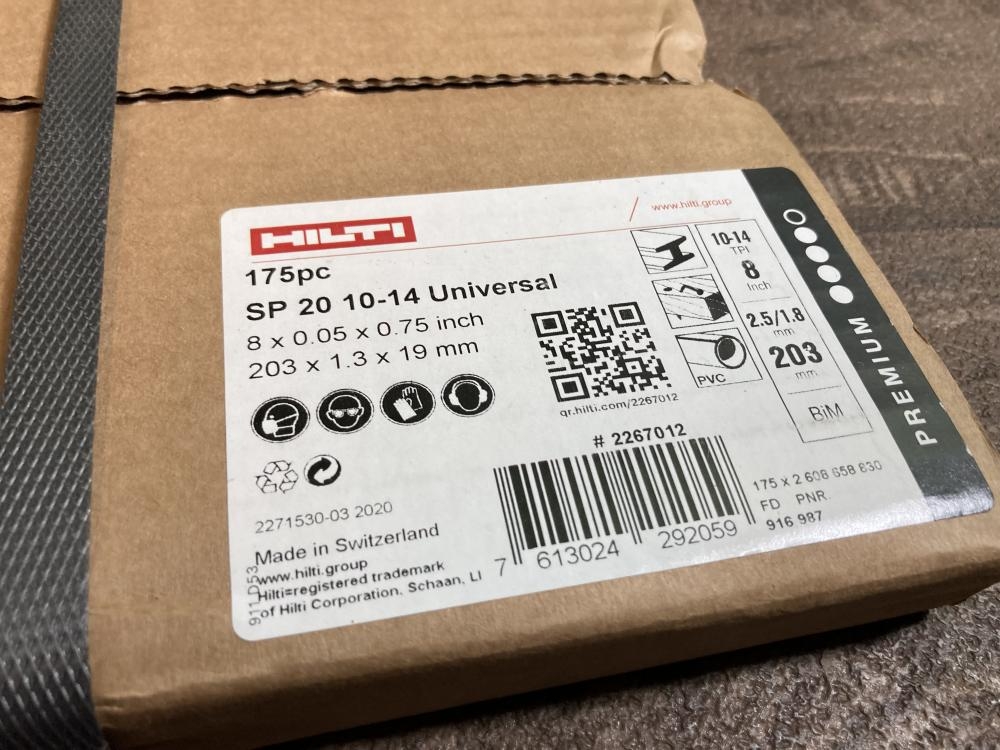 HILTI
www.hilti.group
175pc
SP 20 10-14 Universal
8 x 0.05 x 0.75 inch
203 x 1.3 x 19 mm
qr.hilti.com/2267012
PVC
10-14
TPI
8
Inch
2.5/1.8
mm
203
mm
BiM
PREMIUM
# 2267012
7 613024 292059
175 x 2 608 658 830
FD PNR.
916 987
2271530-03 2020
Made in Switzerland
www.hilti.group
Hilti=registered trademark
of Hilti Corporation, Schaan, LI
911LD53